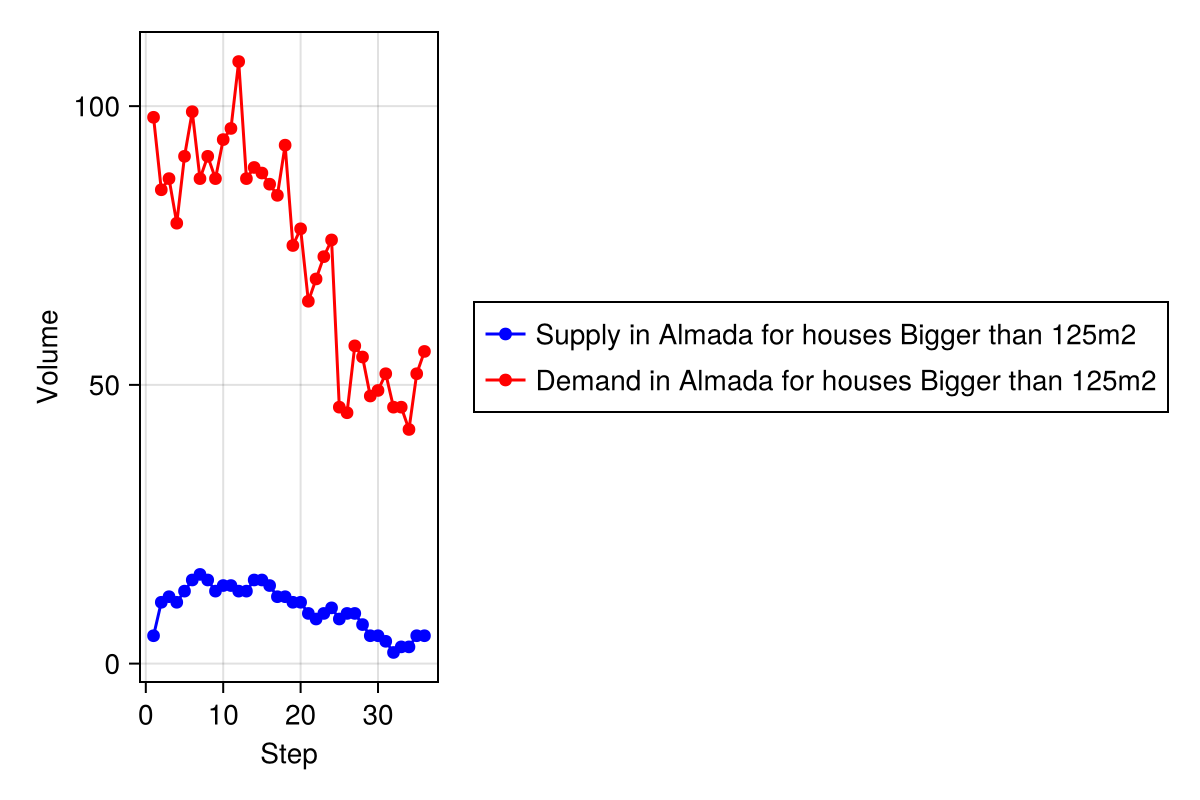 Volume
100
50
0
0 10 20 30
Step
Supply in Almada for houses Bigger than 125m2
Demand in Almada for houses Bigger than 125m2